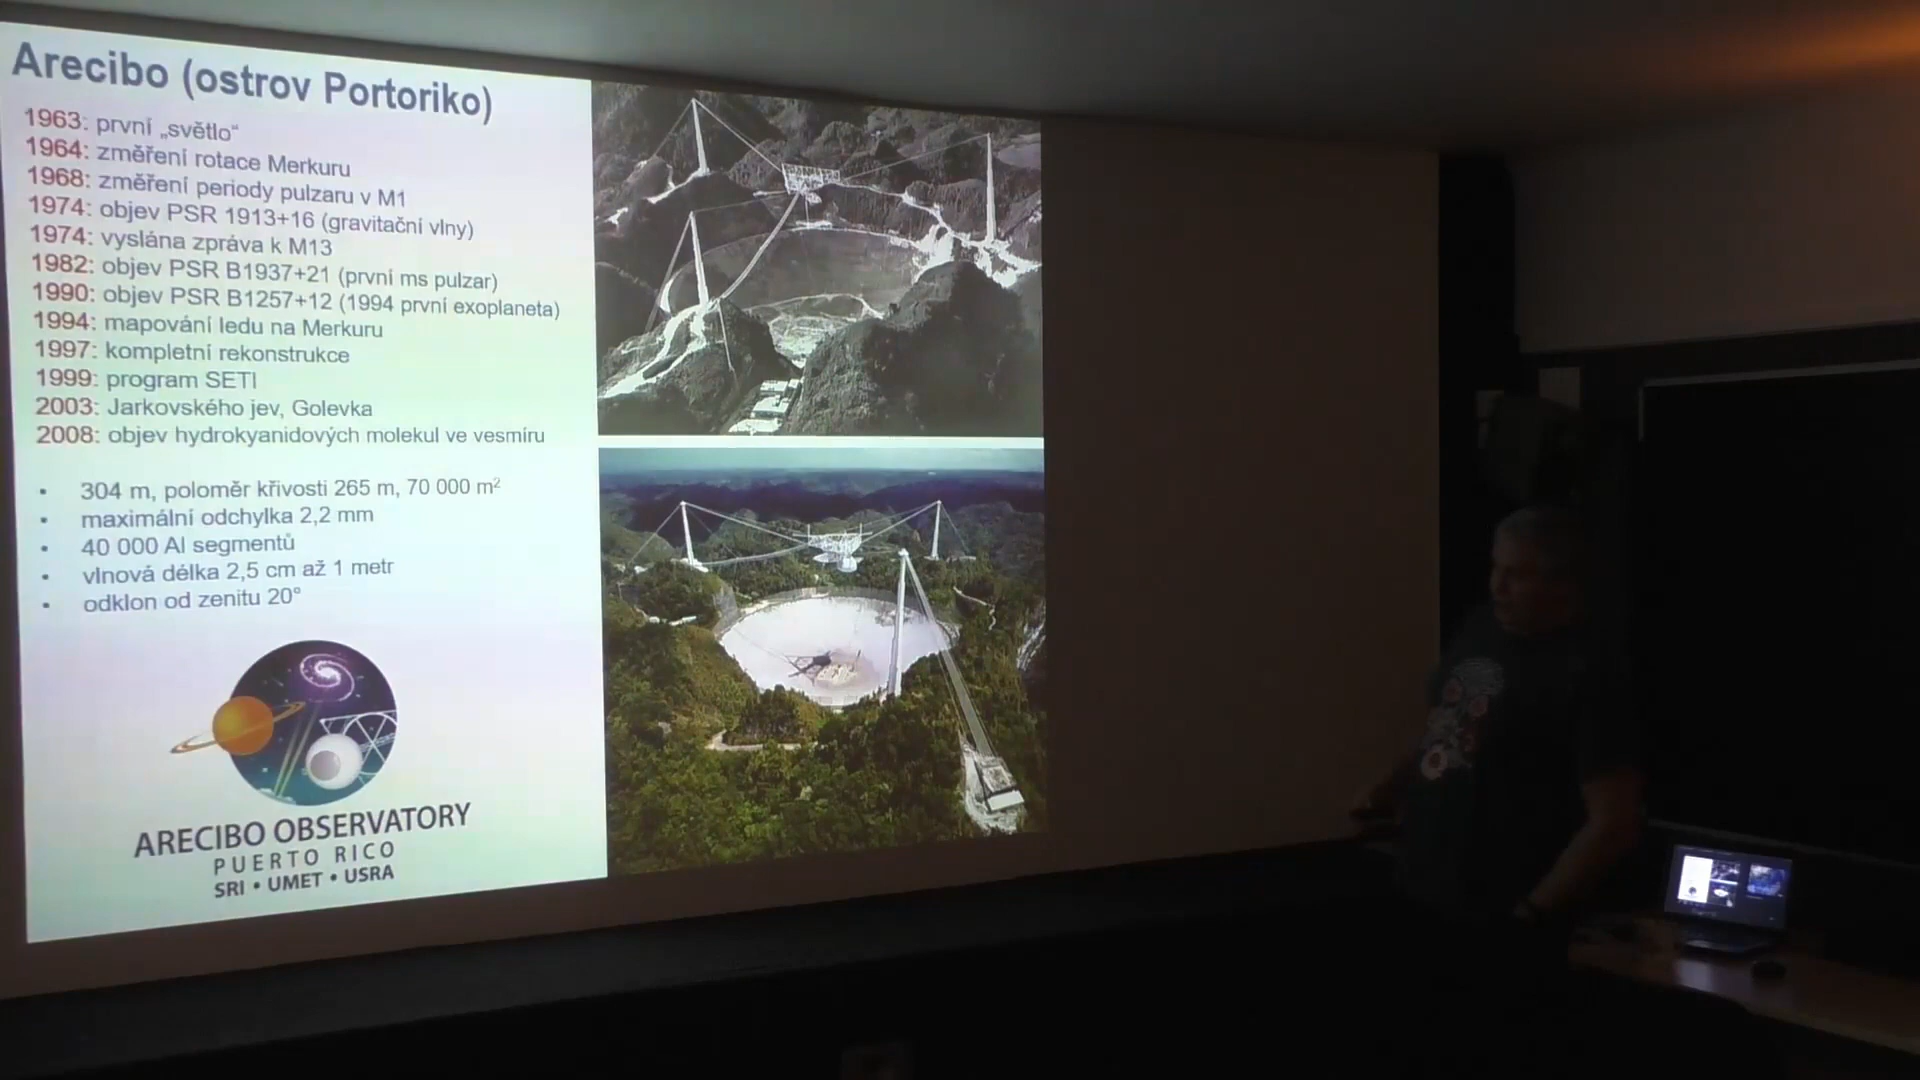 Arecibo (ostrov Portoriko)
1963: první „světlo“
1964: změření rotace Merkuru
1968: změření periody pulzaru v M1
1974: objev PSR 1913+16 (gravitační vlny)
1974: vyslána zpráva k M13
1982: objev PSR B1937+21 (první ms pulzar)
1990: objev PSR B1257+12 (1994 první exoplaneta)
1994: mapování ledu na Merkuru
1997: kompletní rekonstrukce
1999: program SETI
2003: Jarkovského jev, Golevka
2008: objev hydrokyanidových molekul ve vesmíru
• 304 m, poloměr křivosti 265 m, 70 000 m²
• maximální odchylka 2,2 mm
• 40 000 Al segmentů
• vlnová délka 2,5 cm až 1 metr
• odklon od zenitu 20°
ARECIBO OBSERVATORY
PUERTO RICO
SRI • UMET • USRA